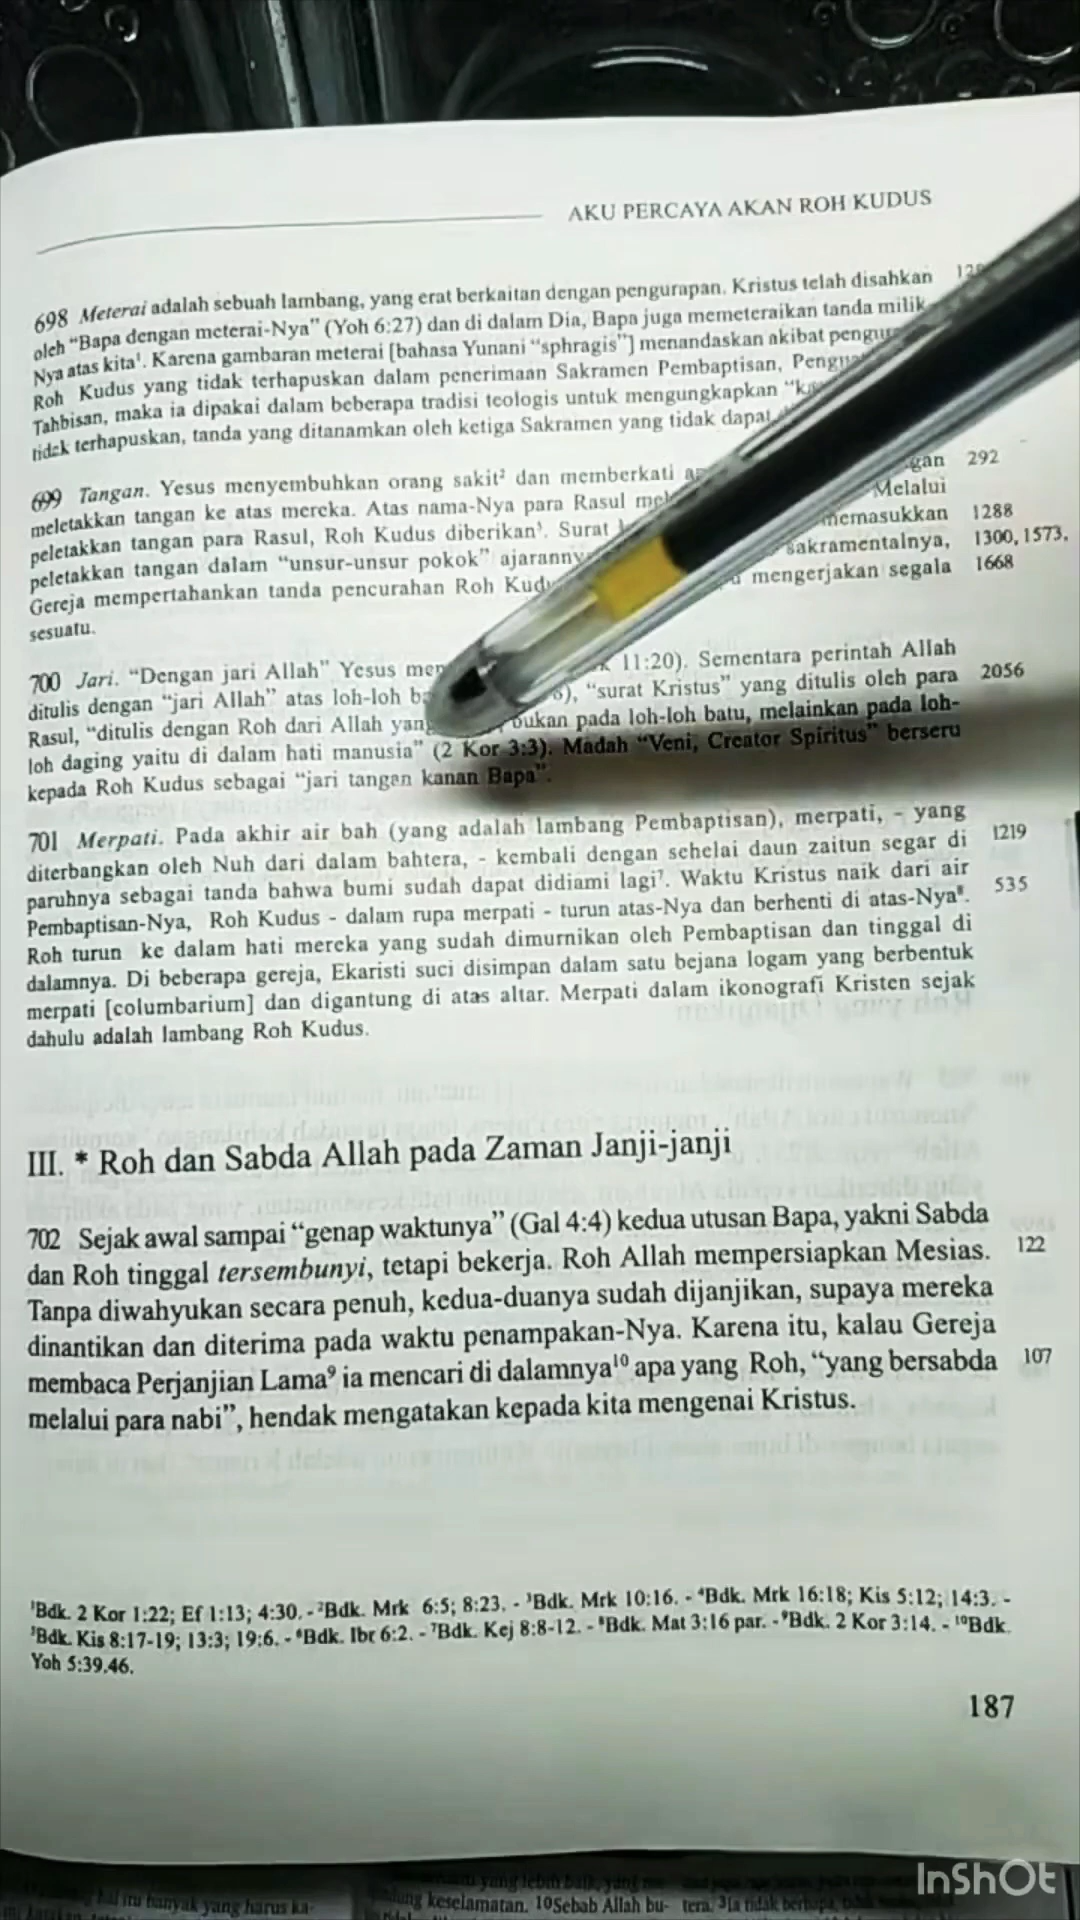 AKU PERCAYA AKAN ROH KUDUS
698 Meterai adalah sebuah lambang, yang erat berkaitan dengan pengurapan. Kristus telah disahkan
oleh “Bapa dengan meterai-Nya” (Yoh 6:27) dan di dalam Dia, Bapa juga memeteraikan tanda milik-
Nya atas kita¹. Karena gambaran meterai [bahasa Yunani “sphragis”] menandaskan akibat
Roh Kudus yang tidak terhapuskan dalam penerimaan Sakramen Pembaptisan,
Tahbisan, maka ia dipakai dalam beberapa tradisi teologis untuk mengungkapkan
tidak terhapuskan, tanda yang ditanamkan oleh ketiga Sakramen yang tidak dapat
699 Tangan. Yesus menyembuhkan orang sakit² dan memberkati 292
meletakkan tangan ke atas mereka. Atas nama-Nya para Rasul Melalui
peletakkan tangan para Rasul, Roh Kudus diberikan⁵. Surat memasukkan 1288
peletakkan tangan dalam “unsur-unsur pokok” sakramentalnya, 1300, 1573,
Gereja mempertahankan tanda pencurahan Roh mengerjakan segala 1668
sesuatu.
700 Jari. “Dengan jari Allah” Yesus 11:20). Sementara perintah Allah
ditulis dengan “jari Allah” atas loh-loh “surat Kristus” yang ditulis oleh para 2056
Rasul, “ditulis dengan Roh dari Allah bukan pada loh-loh batu, melainkan pada loh-
loh daging yaitu di dalam hati manusia” (2 Kor 3:3). Madah “Veni, Creator Spiritus” berseru
kepada Roh Kudus sebagai “jari tangan kanan Bapa”.
701 Merpati. Pada akhir air bah (yang adalah lambang Pembaptisan), merpati, - yang
diterbangkan oleh Nuh dari dalam bahtera, - kembali dengan sehelai daun zaitun segar di 1219
paruhnya sebagai tanda bahwa bumi sudah dapat didiami lagi⁷. Waktu Kristus naik dari air
Pembaptisan-Nya, Roh Kudus - dalam rupa merpati - turun atas-Nya dan berhenti di atas-Nya⁸. 535
Roh turun ke dalam hati mereka yang sudah dimurnikan oleh Pembaptisan dan tinggal di
dalamnya. Di beberapa gereja, Ekaristi suci disimpan dalam satu bejana logam yang berbentuk
merpati [columbarium] dan digantung di atas altar. Merpati dalam ikonografi Kristen sejak
dahulu adalah lambang Roh Kudus.
III. * Roh dan Sabda Allah pada Zaman Janji-janji
702 Sejak awal sampai “genap waktunya” (Gal 4:4) kedua utusan Bapa, yakni Sabda
dan Roh tinggal tersembunyi, tetapi bekerja. Roh Allah mempersiapkan Mesias. 122
Tanpa diwahyukan secara penuh, kedua-duanya sudah dijanjikan, supaya mereka
dinantikan dan diterima pada waktu penampakan-Nya. Karena itu, kalau Gereja
membaca Perjanjian Lama⁹ ia mencari di dalamnya¹⁰ apa yang Roh, “yang bersabda 107
melalui para nabi”, hendak mengatakan kepada kita mengenai Kristus.
¹Bdk. 2 Kor 1:22; Ef 1:13; 4:30. - ²Bdk. Mrk 6:5; 8:23. - ³Bdk. Mrk 10:16. - ⁴Bdk. Mrk 16:18; Kis 5:12; 14:3. -
⁵Bdk. Kis 8:17-19; 13:3; 19:6. - ⁶Bdk. Ibr 6:2. - ⁷Bdk. Kej 8:8-12. - ⁸Bdk. Mat 3:16 par. - ⁹Bdk. 2 Kor 3:14. - ¹⁰Bdk.
Yoh 5:39.46.
187
InShOt
hal itu banyak yang harus keselamatan. 10Sebab Allah bu- tera. 3Ia tidak